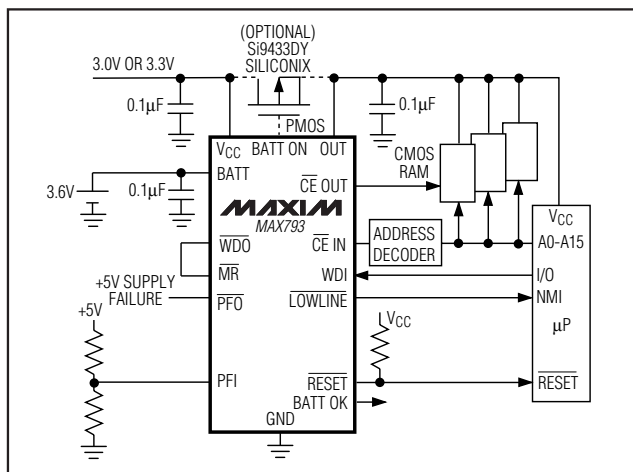 (OPTIONAL)
Si9433DY
SILICONIX
3.0V OR 3.3V
0.1µF
0.1µF
PMOS
VCC
BATT ON
OUT
BATT
3.6V
0.1µF
CE OUT
CMOS
RAM
MAXIM
MAX793
VCC
WDO
CE IN
ADDRESS
DECODER
A0-A15
MR
WDI
I/O
+5V SUPPLY
FAILURE
PFO
LOWLINE
NMI
+5V
VCC
µP
PFI
RESET
RESET
BATT OK
GND